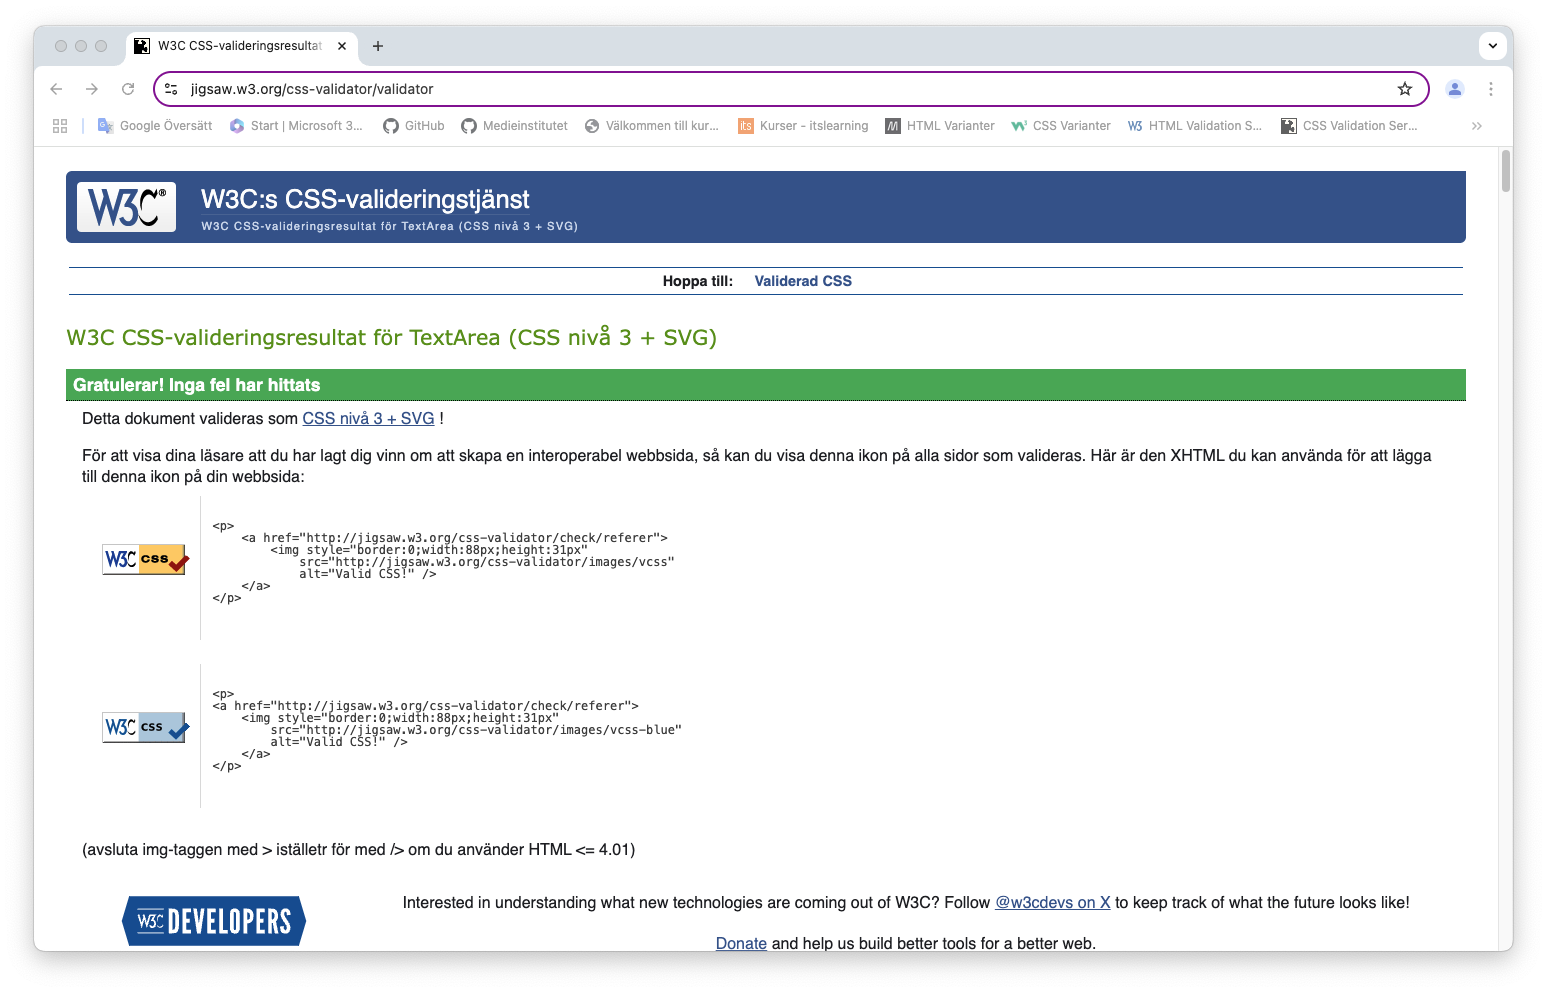 W3C CSS-valideringsresultat
jigsaw.w3.org/css-validator/validator
Google Översätt
Start | Microsoft 3...
GitHub
Medieinstitutet
Välkommen till kur...
its
Kurser - itslearning
HTML Varianter
CSS Varianter
W3
HTML Validation S...
CSS Validation Ser...
W3C®
W3C:s CSS-valideringstjänst
W3C CSS-valideringsresultat för TextArea (CSS nivå 3 + SVG)
Hoppa till: Validerad CSS
W3C CSS-valideringsresultat för TextArea (CSS nivå 3 + SVG)
Gratulerar! Inga fel har hittats
Detta dokument valideras som CSS nivå 3 + SVG !
För att visa dina läsare att du har lagt dig vinn om att skapa en interoperabel webbsida, så kan du visa denna ikon på alla sidor som valideras. Här är den XHTML du kan använda för att lägga
till denna ikon på din webbsida:
W3C css
<p>
<a href="http://jigsaw.w3.org/css-validator/check/referer">
<img style="border:0;width:88px;height:31px"
src="http://jigsaw.w3.org/css-validator/images/vcss"
alt="Valid CSS!" />
</a>
</p>
W3C css
<p>
<a href="http://jigsaw.w3.org/css-validator/check/referer">
<img style="border:0;width:88px;height:31px"
src="http://jigsaw.w3.org/css-validator/images/vcss-blue"
alt="Valid CSS!" />
</a>
</p>
(avsluta img-taggen med > iställetr för med /> om du använder HTML <= 4.01)
W3C DEVELOPERS
Interested in understanding what new technologies are coming out of W3C? Follow @w3cdevs on X to keep track of what the future looks like!
Donate and help us build better tools for a better web.